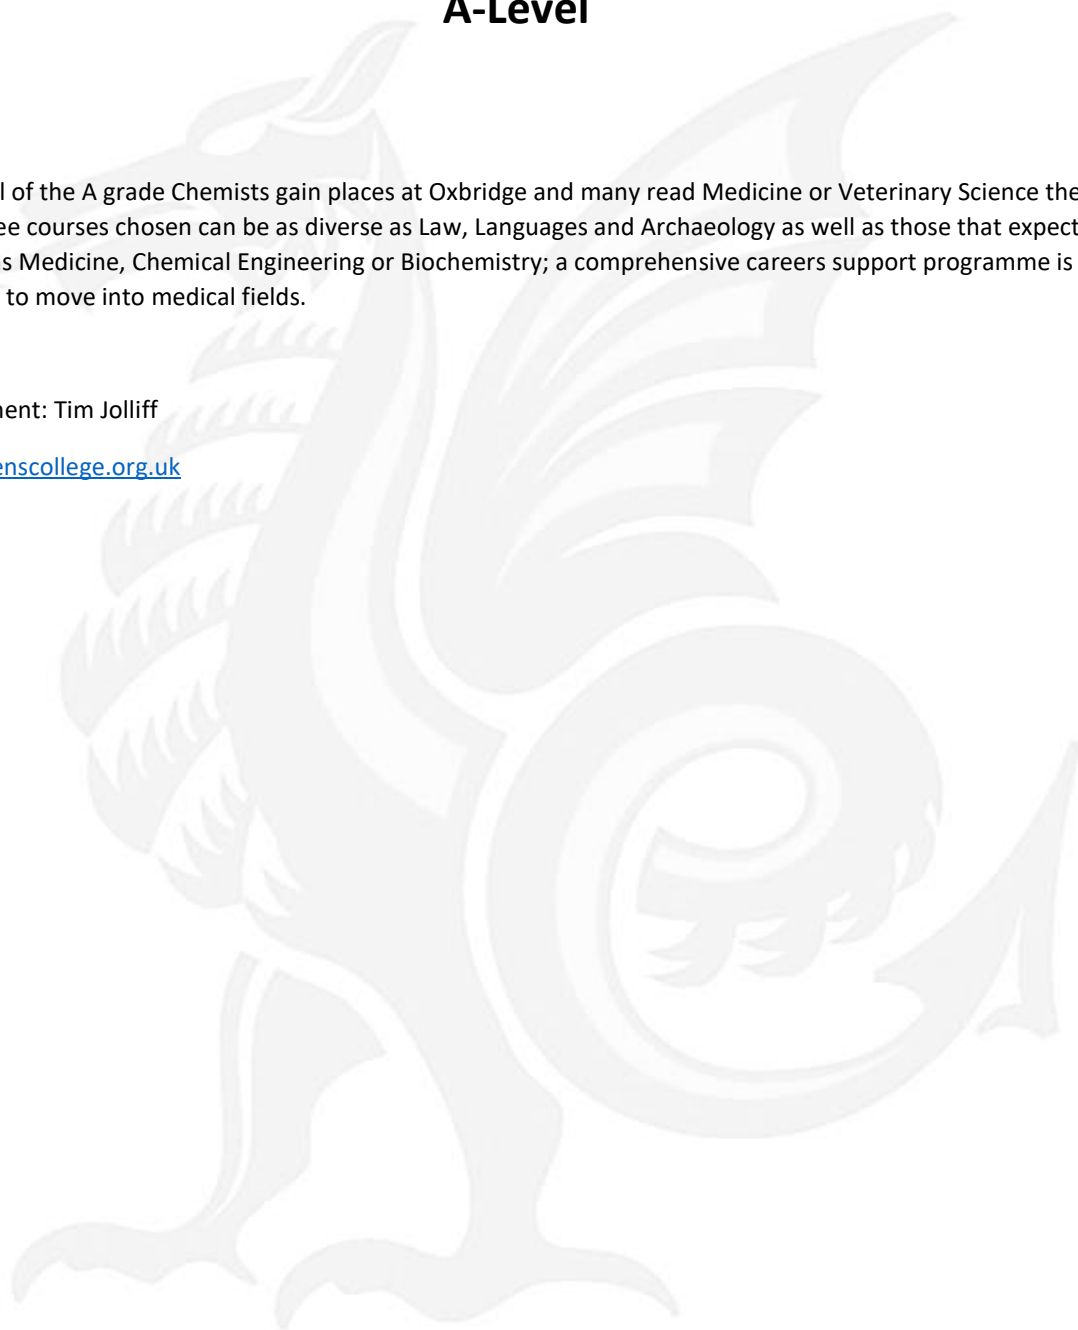 A-Level
l of the A grade Chemists gain places at Oxbridge and many read Medicine or Veterinary Science the
ee courses chosen can be as diverse as Law, Languages and Archaeology as well as those that expect
s Medicine, Chemical Engineering or Biochemistry; a comprehensive careers support programme is
to move into medical fields.
nent: Tim Jolliff
enscollege.org.uk